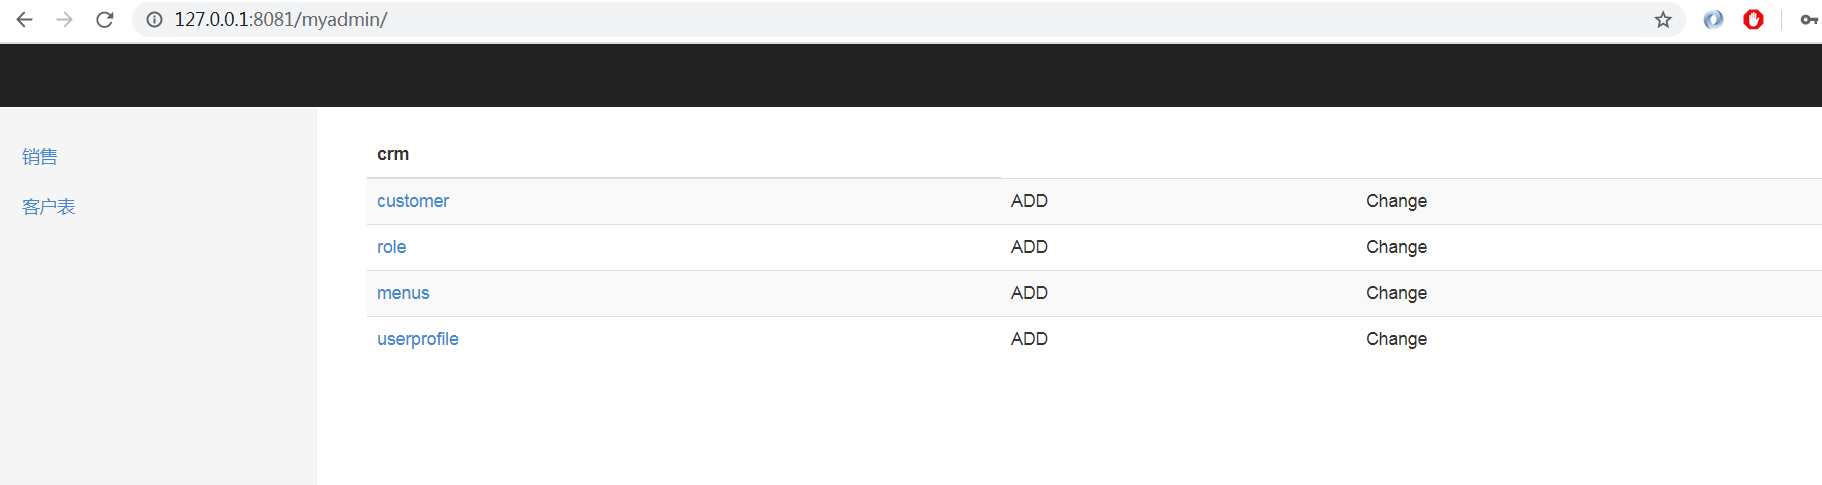 127.0.0.1:8081/myadmin/
销售
客户表
crm
customer ADD Change
role ADD Change
menus ADD Change
userprofile ADD Change